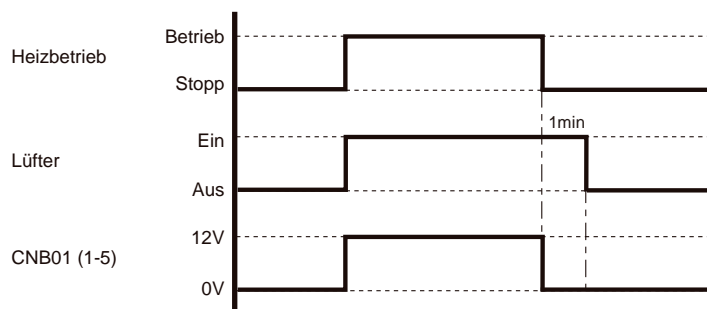 Betrieb
Heizbetrieb
Stopp
1min
Ein
Lüfter
Aus
12V
CNB01 (1-5)
0V